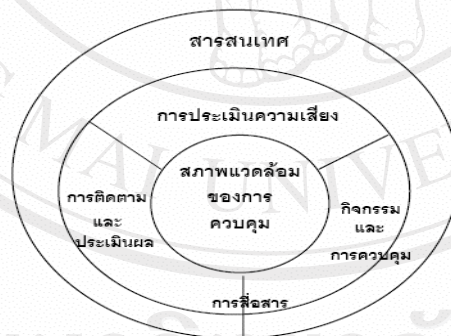 สารสนเทศ
การประเมินความเสี่ยง
สภาพแวดล้อม
ของการ
ควบคุม
การติดตาม
และ
ประเมินผล
กิจกรรม
และ
การควบคุม
การสื่อสาร